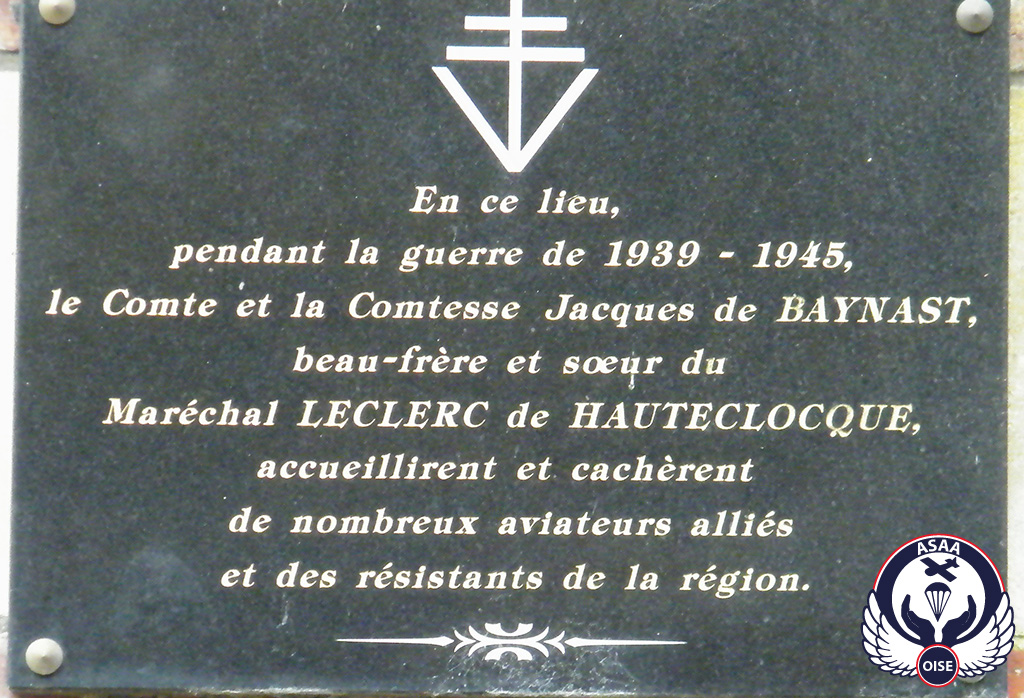 En ce lieu,
pendant la guerre de 1939 - 1945,
le Comte et la Comtesse Jacques de BAYNAST,
beau-frère et sœur du
Maréchal LECLERC de HAUTECLOCQUE,
accueillirent et cachèrent
de nombreux aviateurs alliés
et des résistants de la région.
ASAA
OISE